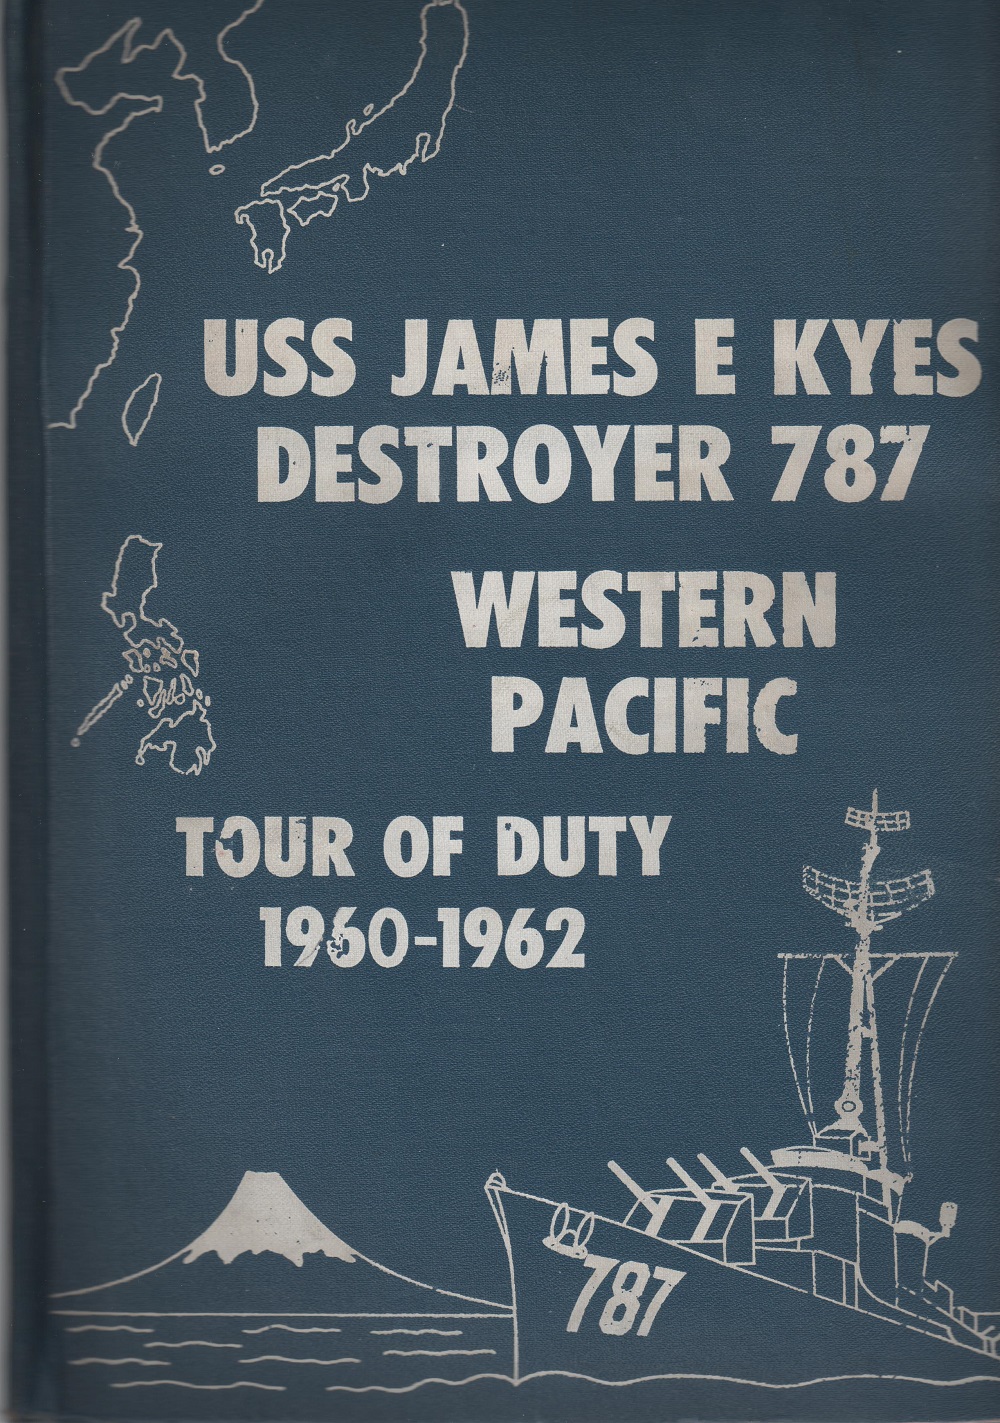 USS JAMES E KYES
DESTROYER 787
WESTERN
PACIFIC
TOUR OF DUTY
1960-1962
787